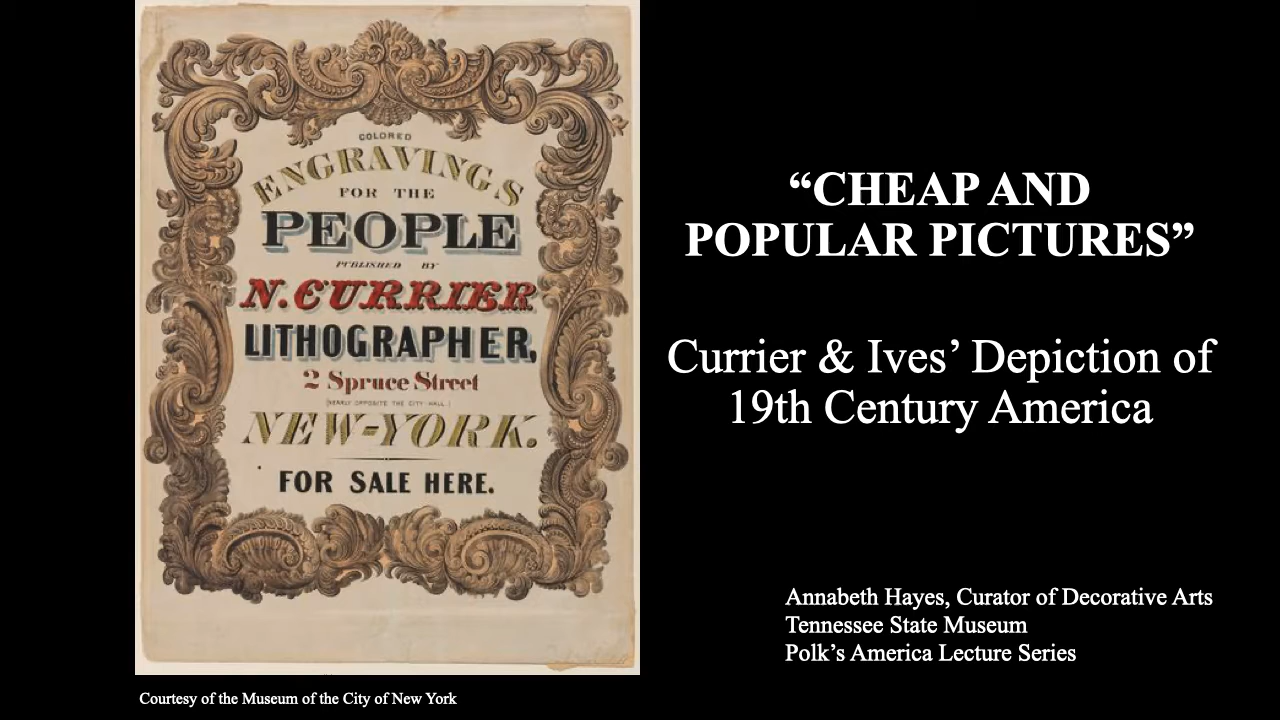 COLORED
ENGRAVINGS
FOR THE
PEOPLE
PUBLISHED BY
N. CURRIER
LITHOGRAPHER,
2 Spruce Street
(NEARLY OPPOSITE THE CITY-HALL.)
NEW-YORK.
FOR SALE HERE.
“CHEAP AND
POPULAR PICTURES”
Currier & Ives’ Depiction of
19th Century America
Annabeth Hayes, Curator of Decorative Arts
Tennessee State Museum
Polk’s America Lecture Series
Courtesy of the Museum of the City of New York